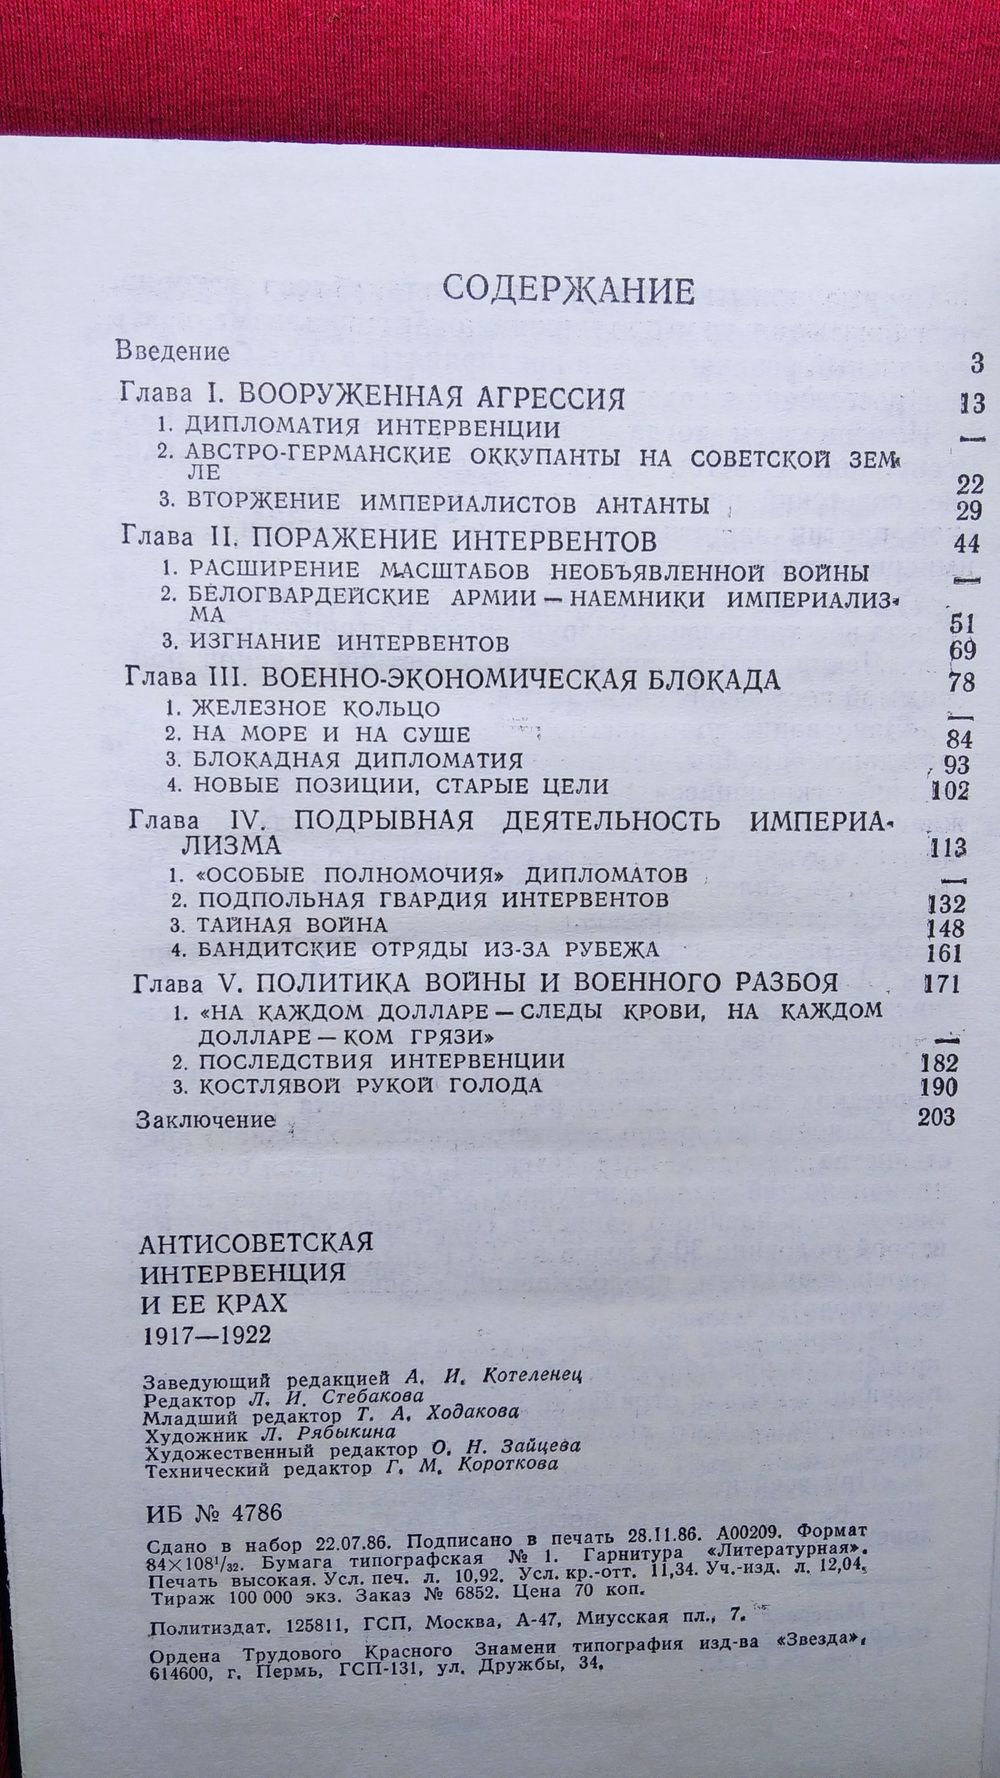 СОДЕРЖАНИЕ
Введение 3
Глава I. ВООРУЖЕННАЯ АГРЕССИЯ 13
1. ДИПЛОМАТИЯ ИНТЕРВЕНЦИИ —
2. АВСТРО-ГЕРМАНСКИЕ ОККУПАНТЫ НА СОВЕТСКОЙ ЗЕМ-
ЛЕ 22
3. ВТОРЖЕНИЕ ИМПЕРИАЛИСТОВ АНТАНТЫ 29
Глава II. ПОРАЖЕНИЕ ИНТЕРВЕНТОВ 44
1. РАСШИРЕНИЕ МАСШТАБОВ НЕОБЪЯВЛЕННОЙ ВОЙНЫ —
2. БЕЛОГВАРДЕЙСКИЕ АРМИИ — НАЕМНИКИ ИМПЕРИАЛИЗ-
МА 51
3. ИЗГНАНИЕ ИНТЕРВЕНТОВ 69
Глава III. ВОЕННО-ЭКОНОМИЧЕСКАЯ БЛОКАДА 78
1. ЖЕЛЕЗНОЕ КОЛЬЦО —
2. НА МОРЕ И НА СУШЕ 84
3. БЛОКАДНАЯ ДИПЛОМАТИЯ 93
4. НОВЫЕ ПОЗИЦИИ, СТАРЫЕ ЦЕЛИ 102
Глава IV. ПОДРЫВНАЯ ДЕЯТЕЛЬНОСТЬ ИМПЕРИА-
ЛИЗМА 113
1. «ОСОБЫЕ ПОЛНОМОЧИЯ» ДИПЛОМАТОВ —
2. ПОДПОЛЬНАЯ ГВАРДИЯ ИНТЕРВЕНТОВ 132
3. ТАЙНАЯ ВОЙНА 148
4. БАНДИТСКИЕ ОТРЯДЫ ИЗ-ЗА РУБЕЖА 161
Глава V. ПОЛИТИКА ВОЙНЫ И ВОЕННОГО РАЗБОЯ 171
1. «НА КАЖДОМ ДОЛЛАРЕ — СЛЕДЫ КРОВИ, НА КАЖДОМ
ДОЛЛАРЕ — КОМ ГРЯЗИ» —
2. ПОСЛЕДСТВИЯ ИНТЕРВЕНЦИИ 182
3. КОСТЛЯВОЙ РУКОЙ ГОЛОДА 190
Заключение 203
АНТИСОВЕТСКАЯ
ИНТЕРВЕНЦИЯ
И ЕЕ КРАХ
1917—1922
Заведующий редакцией А. И. Котеленец
Редактор Л. И. Стебакова
Младший редактор Т. А. Ходакова
Художник Л. Рябыкина
Художественный редактор О. Н. Зайцева
Технический редактор Г. М. Короткова
ИБ № 4786
Сдано в набор 22.07.86. Подписано в печать 28.11.86. А00209. Формат
84×108¹/₃₂. Бумага типографская № 1. Гарнитура «Литературная».
Печать высокая. Усл. печ. л. 10,92. Усл. кр.-отт. 11,34. Уч.-изд. л. 12,04.
Тираж 100 000 экз. Заказ № 6852. Цена 70 коп.
Политиздат. 125811, ГСП, Москва, А-47, Миусская пл., 7.
Ордена Трудового Красного Знамени типография изд-ва «Звезда»,
614600, г. Пермь, ГСП-131, ул. Дружбы, 34.